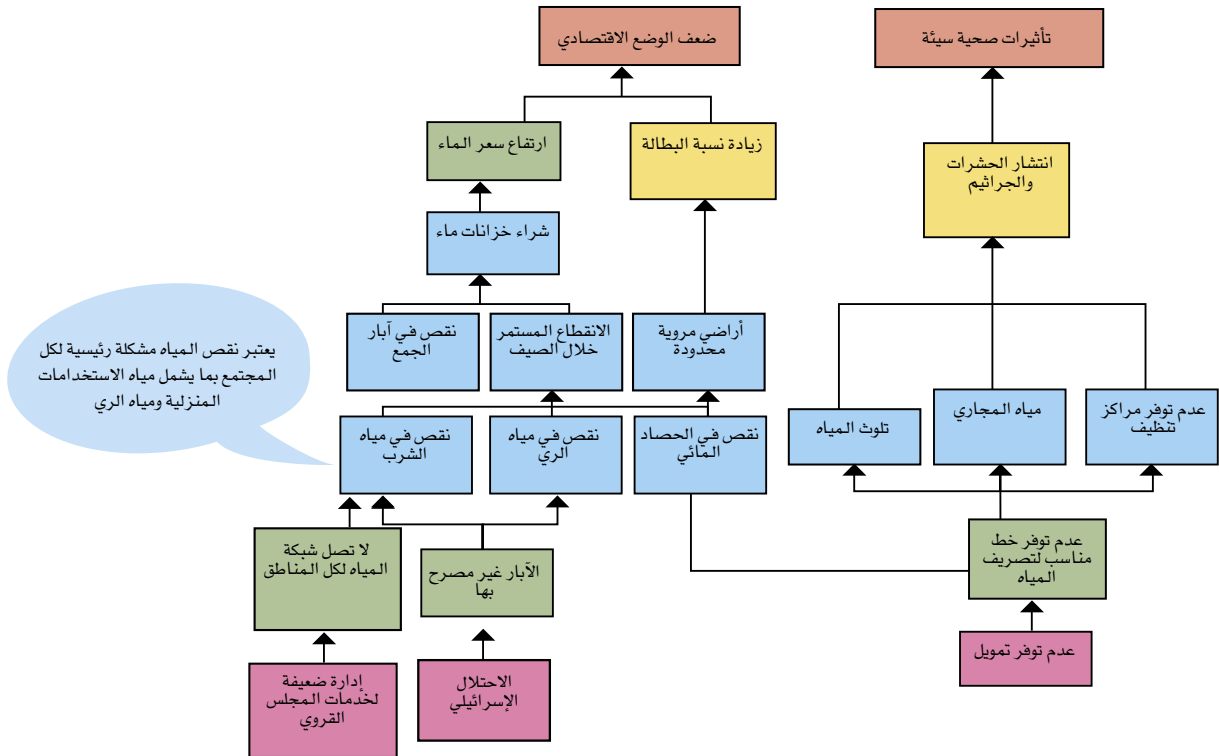 تأثيرات صحية سيئة
ضعف الوضع الاقتصادي
انتشار الحشرات
والجراثيم
زيادة نسبة البطالة
ارتفاع سعر الماء
شراء خزانات ماء
أراضي مروية
محدودة
الانقطاع المستمر
خلال الصيف
نقص في آبار
الجمع
يعتبر نقص المياه مشكلة رئيسية لكل
المجتمع بما يشمل مياه الاستخدامات
المنزلية ومياه الري
عدم توفر مراكز
تنظيف
مياه المجاري
تلوث المياه
نقص في الحصاد
المائي
نقص في مياه
الري
نقص في مياه
الشرب
عدم توفر خط
مناسب لتصريف
المياه
الآبار غير مصرح
بها
لا تصل شبكة
المياه لكل المناطق
عدم توفر تمويل
الاحتلال
الإسرائيلي
إدارة ضعيفة
لخدمات المجلس
القروي